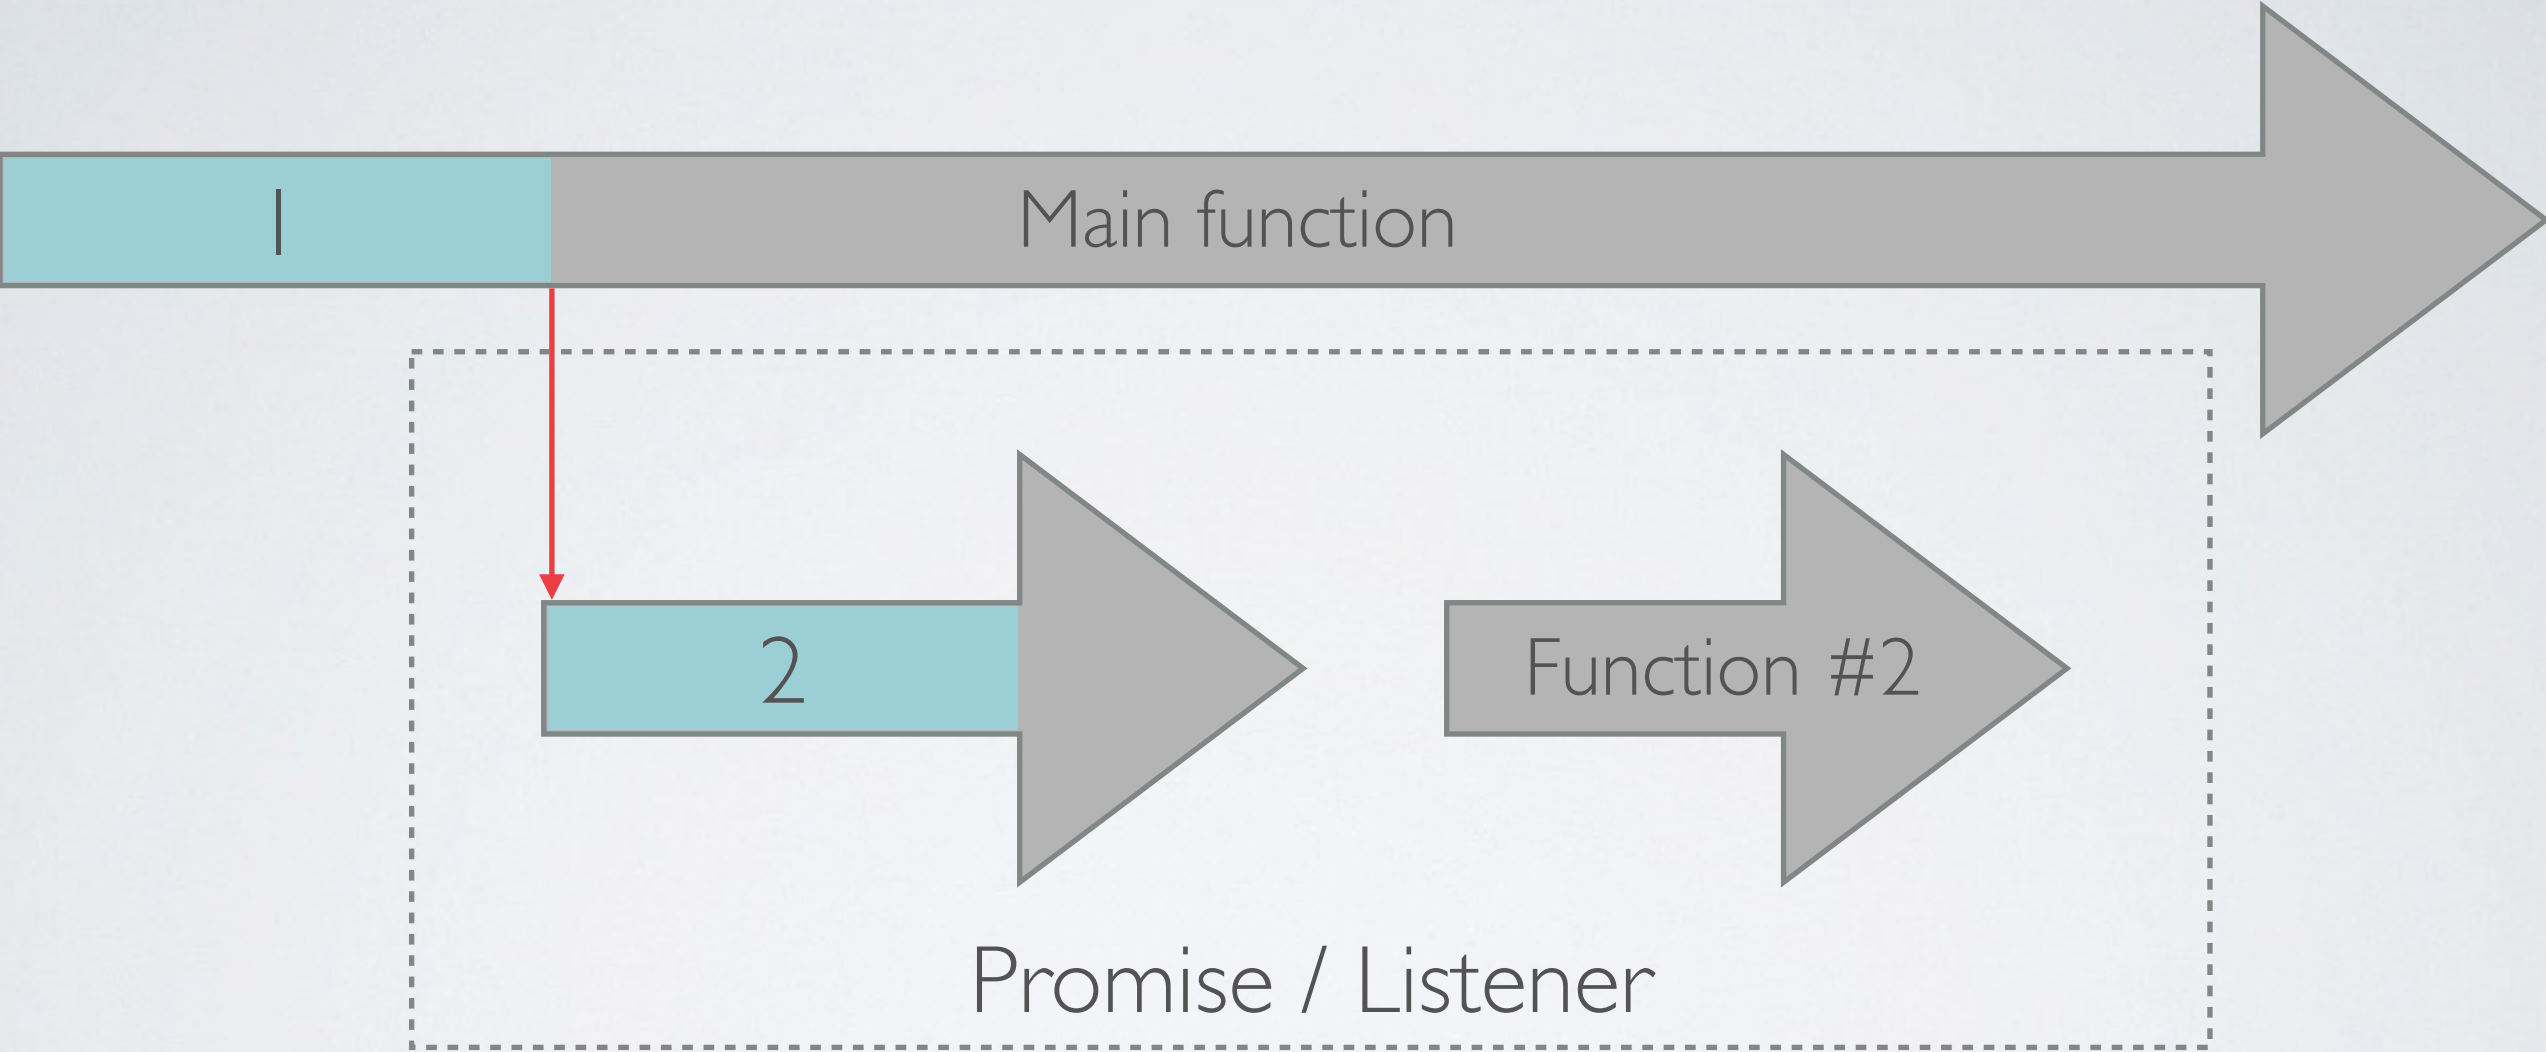 1
Main function
2
Function #2
Promise / Listener